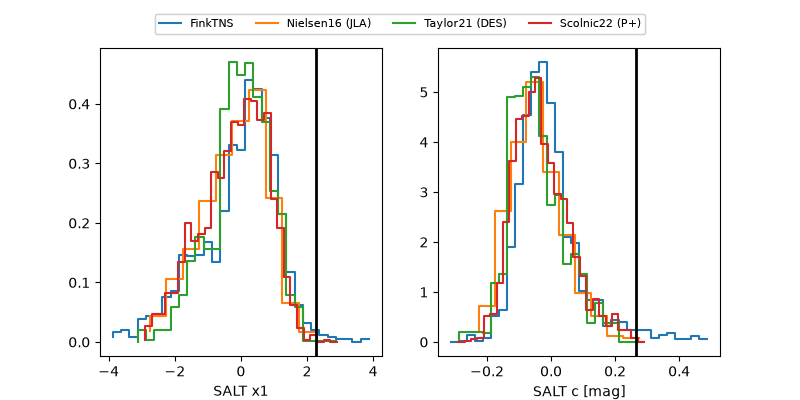 FinkTNS Nielsen16 (JLA) Taylor21 (DES) Scolnic22 (P+)
0.4
0.3
0.2
0.1
0.0
−4 −2 0 2 4
SALT x1
5
4
3
2
1
0
−0.2 0.0 0.2 0.4
SALT c [mag]